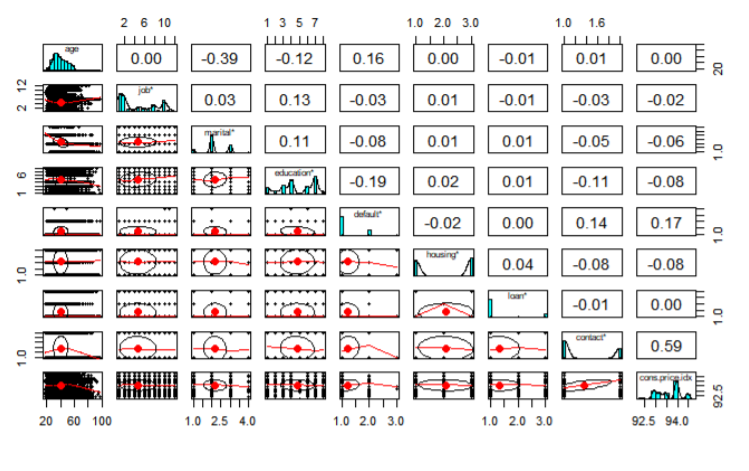 2 6 10 1 3 5 7 1.0 2.0 3.0 1.0 1.6
age 0.00 -0.39 -0.12 0.16 0.00 -0.01 0.01 0.00 20
2 12 job* 0.03 0.13 -0.03 0.01 -0.01 -0.03 -0.02
marital* 0.11 -0.08 0.01 0.01 -0.05 -0.06 1.0
1 6 education* -0.19 0.02 0.01 -0.11 -0.08
default* -0.02 0.00 0.14 0.17 1.0
1.0 housing* 0.04 -0.08 -0.08
loan* -0.01 0.00 1.0
1.0 contact* 0.59
cons.price.idx 92.5
20 60 100 1.0 2.5 4.0 1.0 2.0 3.0 1.0 2.0 3.0 92.5 94.0